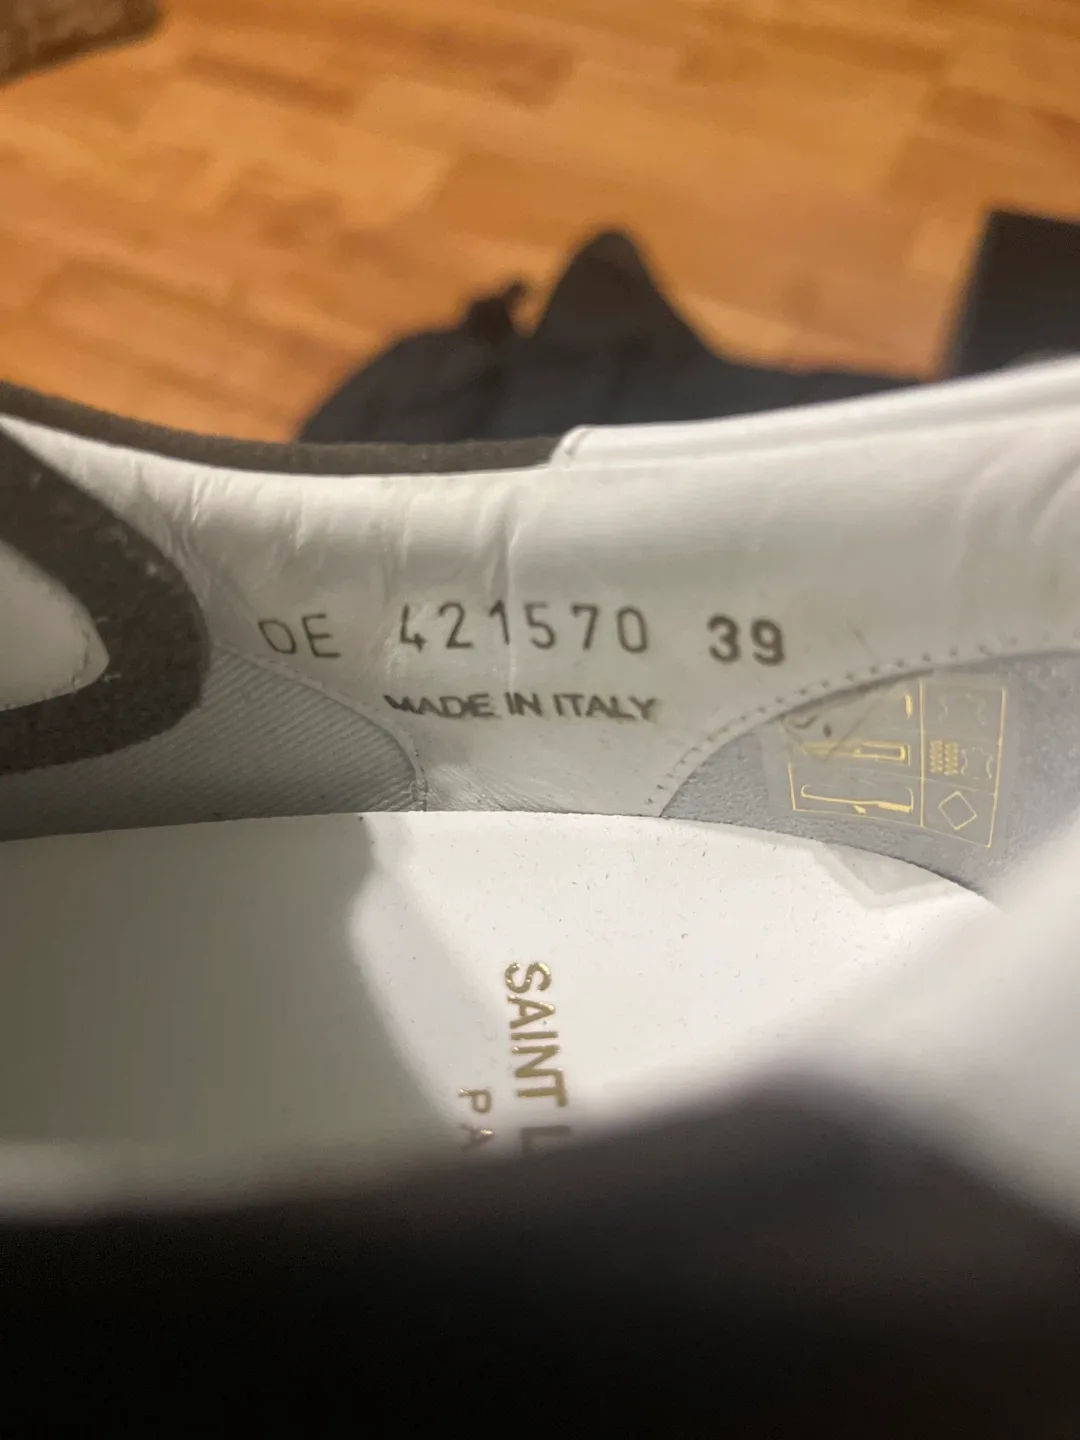 DE 421570 39
MADE IN ITALY
SAINT L
PA